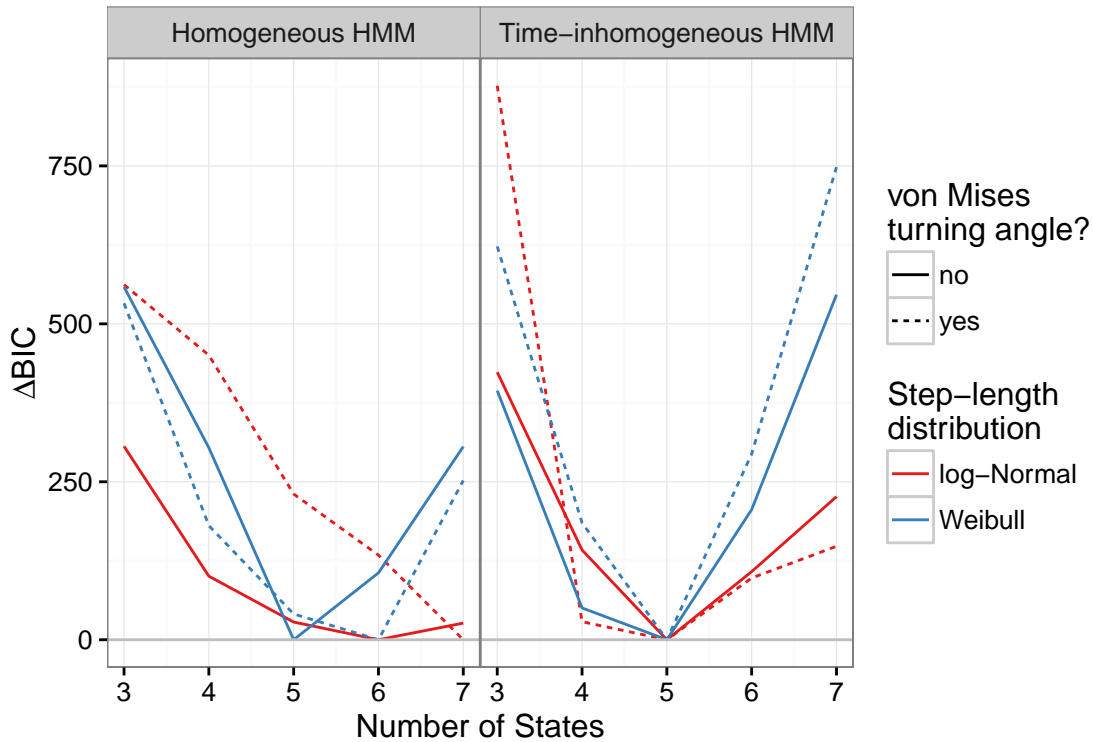 Homogeneous HMM
Time−inhomogeneous HMM
ΔBIC
750
500
250
0
3 4 5 6 7
3 4 5 6 7
Number of States
von Mises
turning angle?
no
yes
Step−length
distribution
log−Normal
Weibull